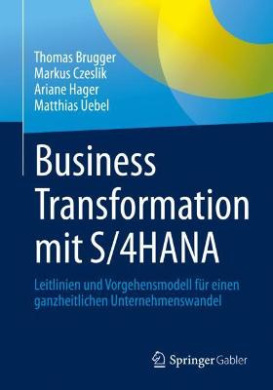 Thomas Brugger
Markus Czeslik
Ariane Hager
Matthias Uebel
Business
Transformation
mit S/4HANA
Leitlinien und Vorgehensmodell für einen
ganzheitlichen Unternehmenswandel
Springer Gabler